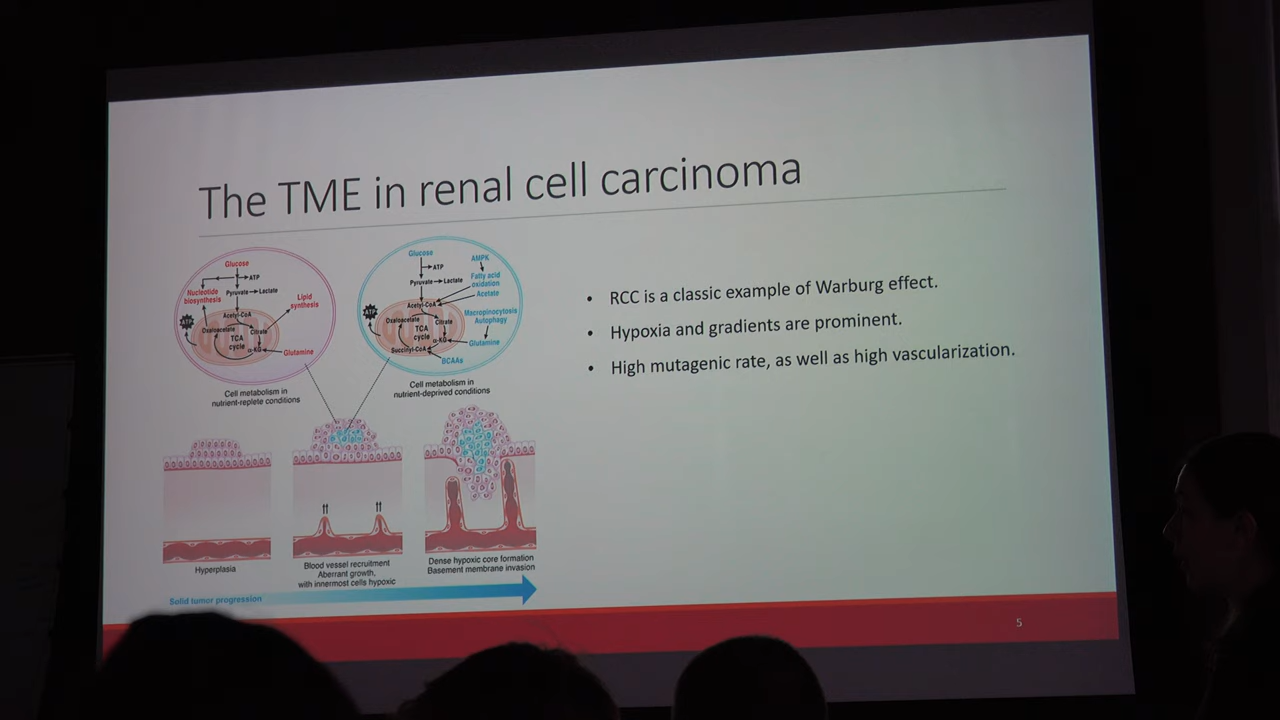 The TME in renal cell carcinoma
Glucose
ATP
Nucleotide
biosynthesis
Pyruvate
Lactate
Lipid
synthesis
Acetyl-CoA
ATP
Oxaloacetate
Citrate
TCA
cycle
α-KG
Glutamine
Cell metabolism in
nutrient-replete conditions
Glucose
AMPK
ATP
Fatty acid
oxidation
Pyruvate
Lactate
Acetate
Acetyl-CoA
Macropinocytosis
Autophagy
ATP
Oxaloacetate
Citrate
TCA
cycle
α-KG
Glutamine
Succinyl-CoA
BCAAs
Cell metabolism in
nutrient-deprived conditions
• RCC is a classic example of Warburg effect.
• Hypoxia and gradients are prominent.
• High mutagenic rate, as well as high vascularization.
Hyperplasia
Blood vessel recruitment
Aberrant growth,
with innermost cells hypoxic
Dense hypoxic core formation
Basement membrane invasion
Solid tumor progression
5